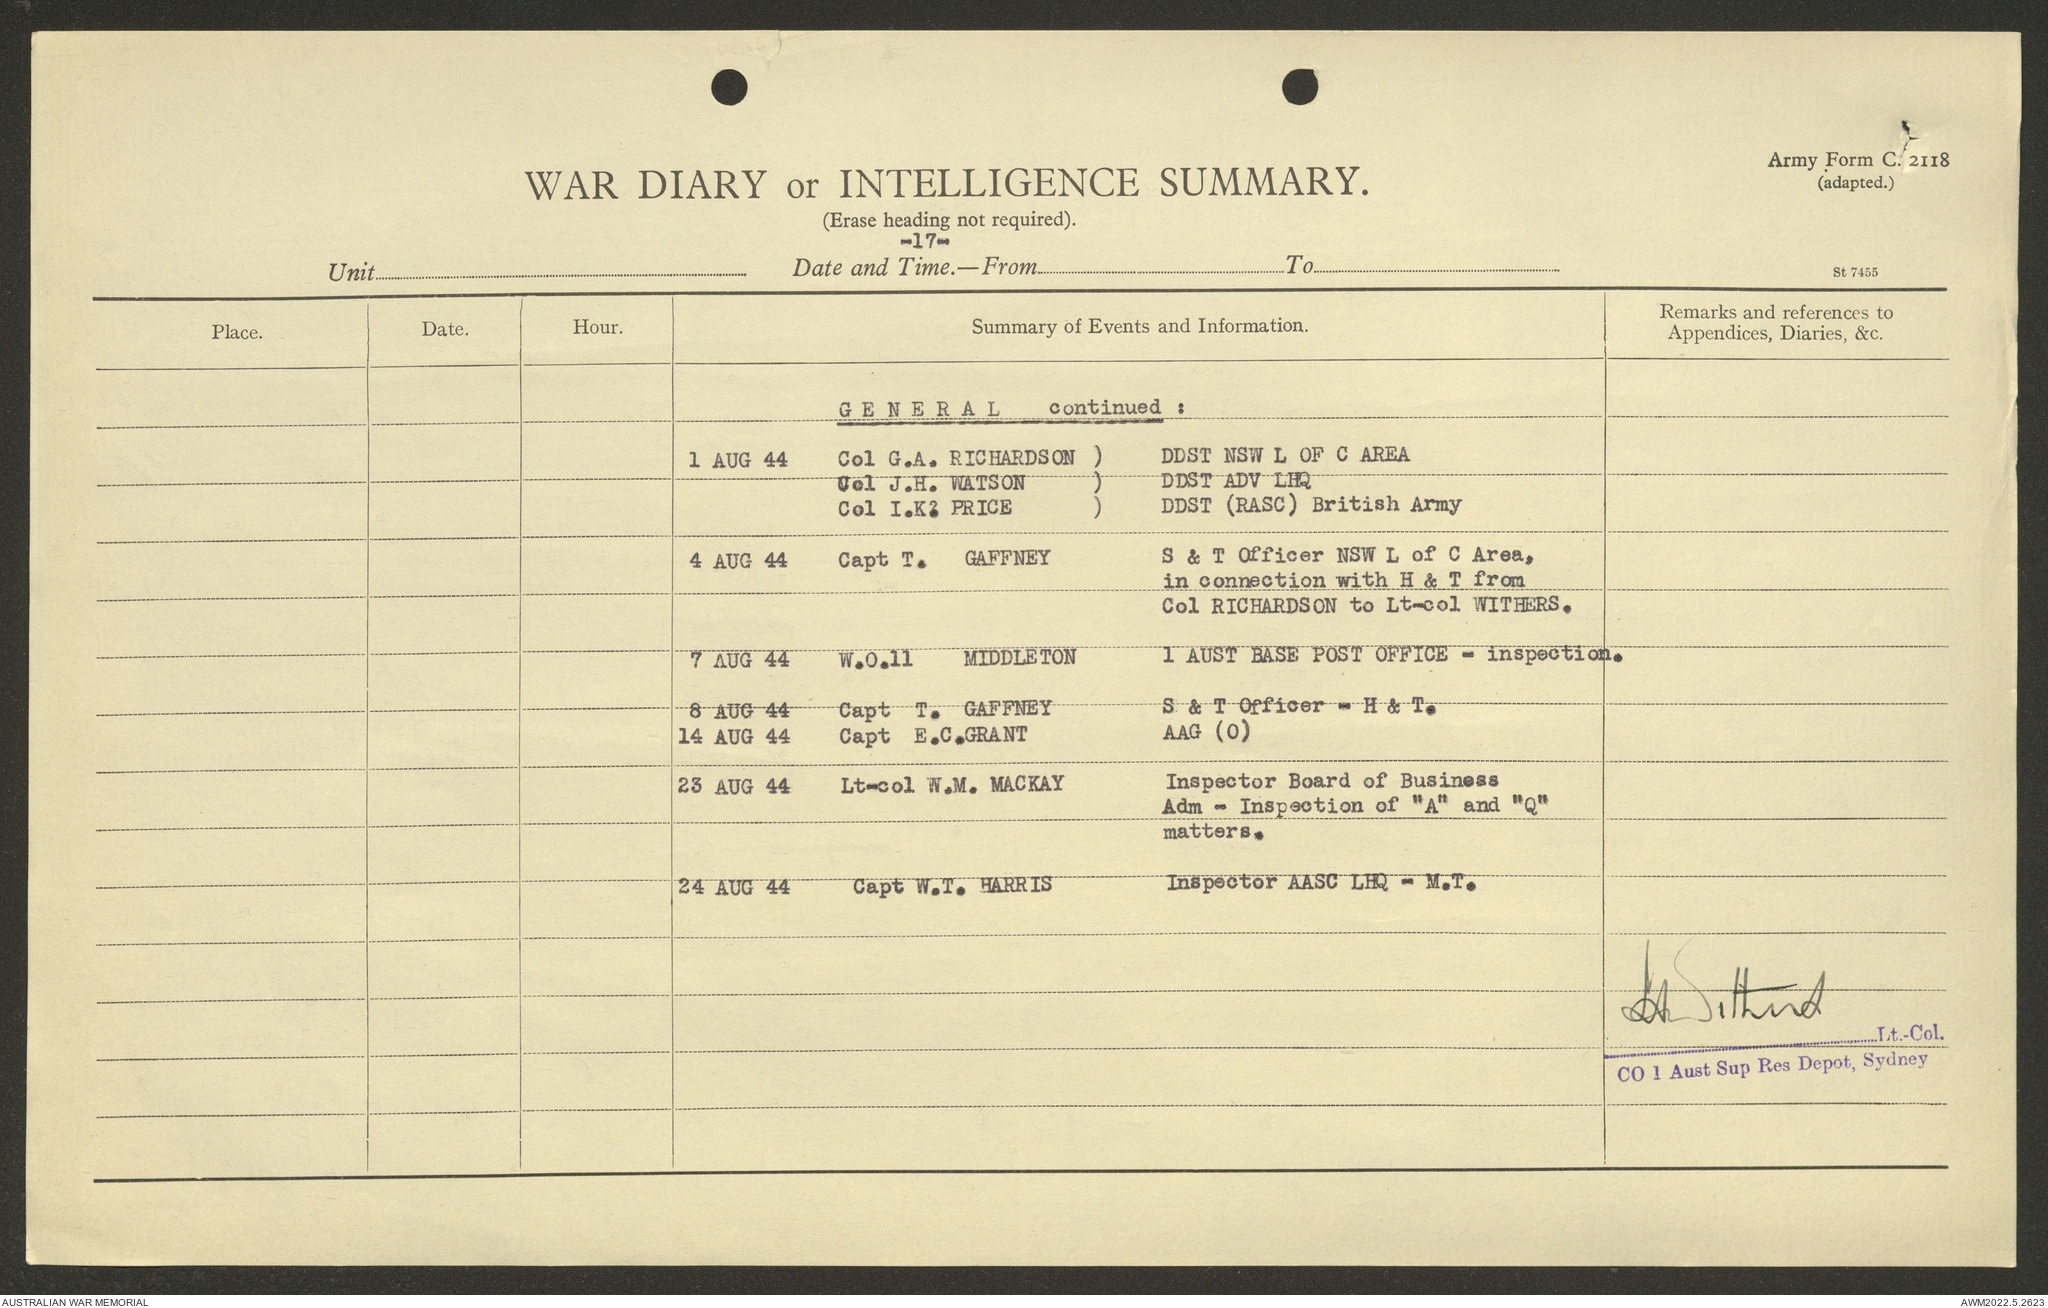 Army Form C. 2118
(adapted.)
WAR DIARY or INTELLIGENCE SUMMARY.
(Erase heading not required).
-17-
Unit Date and Time.—From To
St 7455
Place. Date. Hour. Summary of Events and Information. Remarks and references to Appendices, Diaries, &c.
G E N E R A L continued :
1 AUG 44 Col G.A. RICHARDSON ) DDST NSW L OF C AREA
Col J.H. WATSON ) DDST ADV LHQ
Col I.K? PRICE ) DDST (RASC) British Army
4 AUG 44 Capt T. GAFFNEY S & T Officer NSW L of C Area,
in connection with H & T from
Col RICHARDSON to Lt-col WITHERS.
7 AUG 44 W.O.11 MIDDLETON 1 AUST BASE POST OFFICE - inspection.
8 AUG 44 Capt T. GAFFNEY S & T Officer - H & T.
14 AUG 44 Capt E.C.GRANT AAG (O)
23 AUG 44 Lt-col W.M. MACKAY Inspector Board of Business
Adm - Inspection of "A" and "Q"
matters.
24 AUG 44 Capt W.T. HARRIS Inspector AASC LHQ - M.T.
Lt.-Col.
CO 1 Aust Sup Res Depot, Sydney
AUSTRALIAN WAR MEMORIAL
AWM2022.5.2623